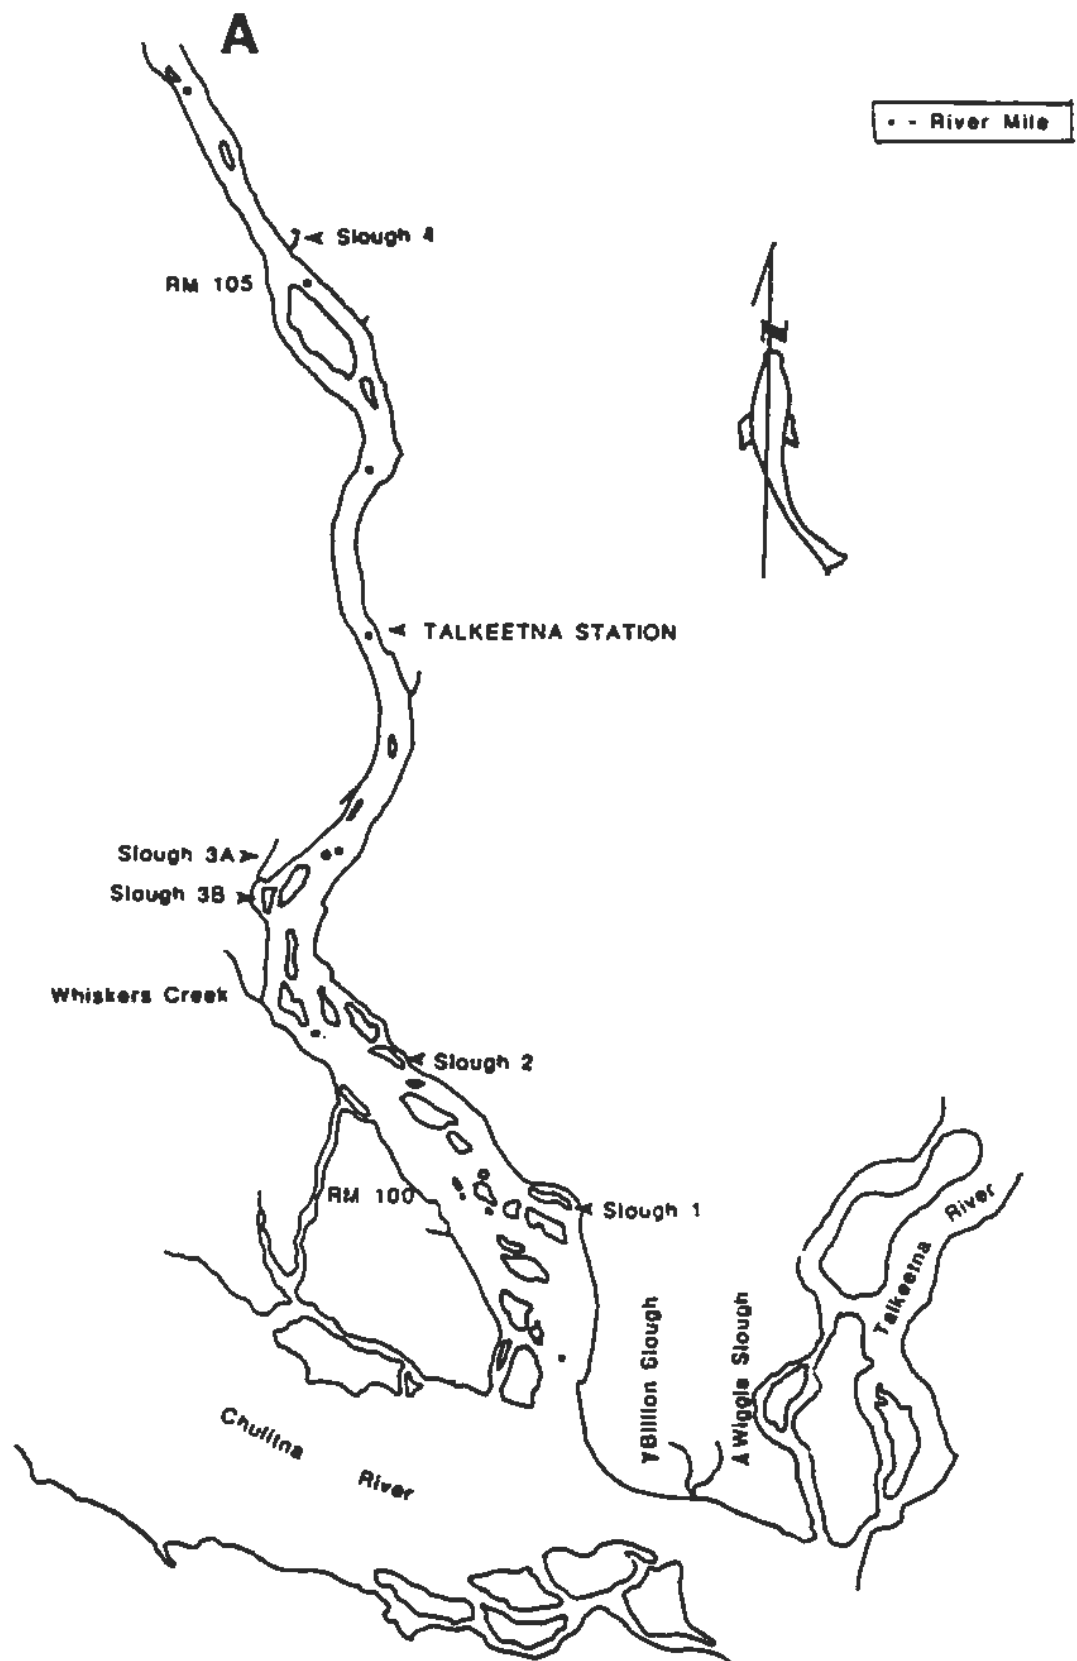 A
• - River Mile
Slough 4
RM 105
N
TALKEETNA STATION
Slough 3A
Slough 3B
Whiskers Creek
Slough 2
RM 100
Slough 1
Talkeetna River
Billion Slough
Wiggle Slough
Chulitna River